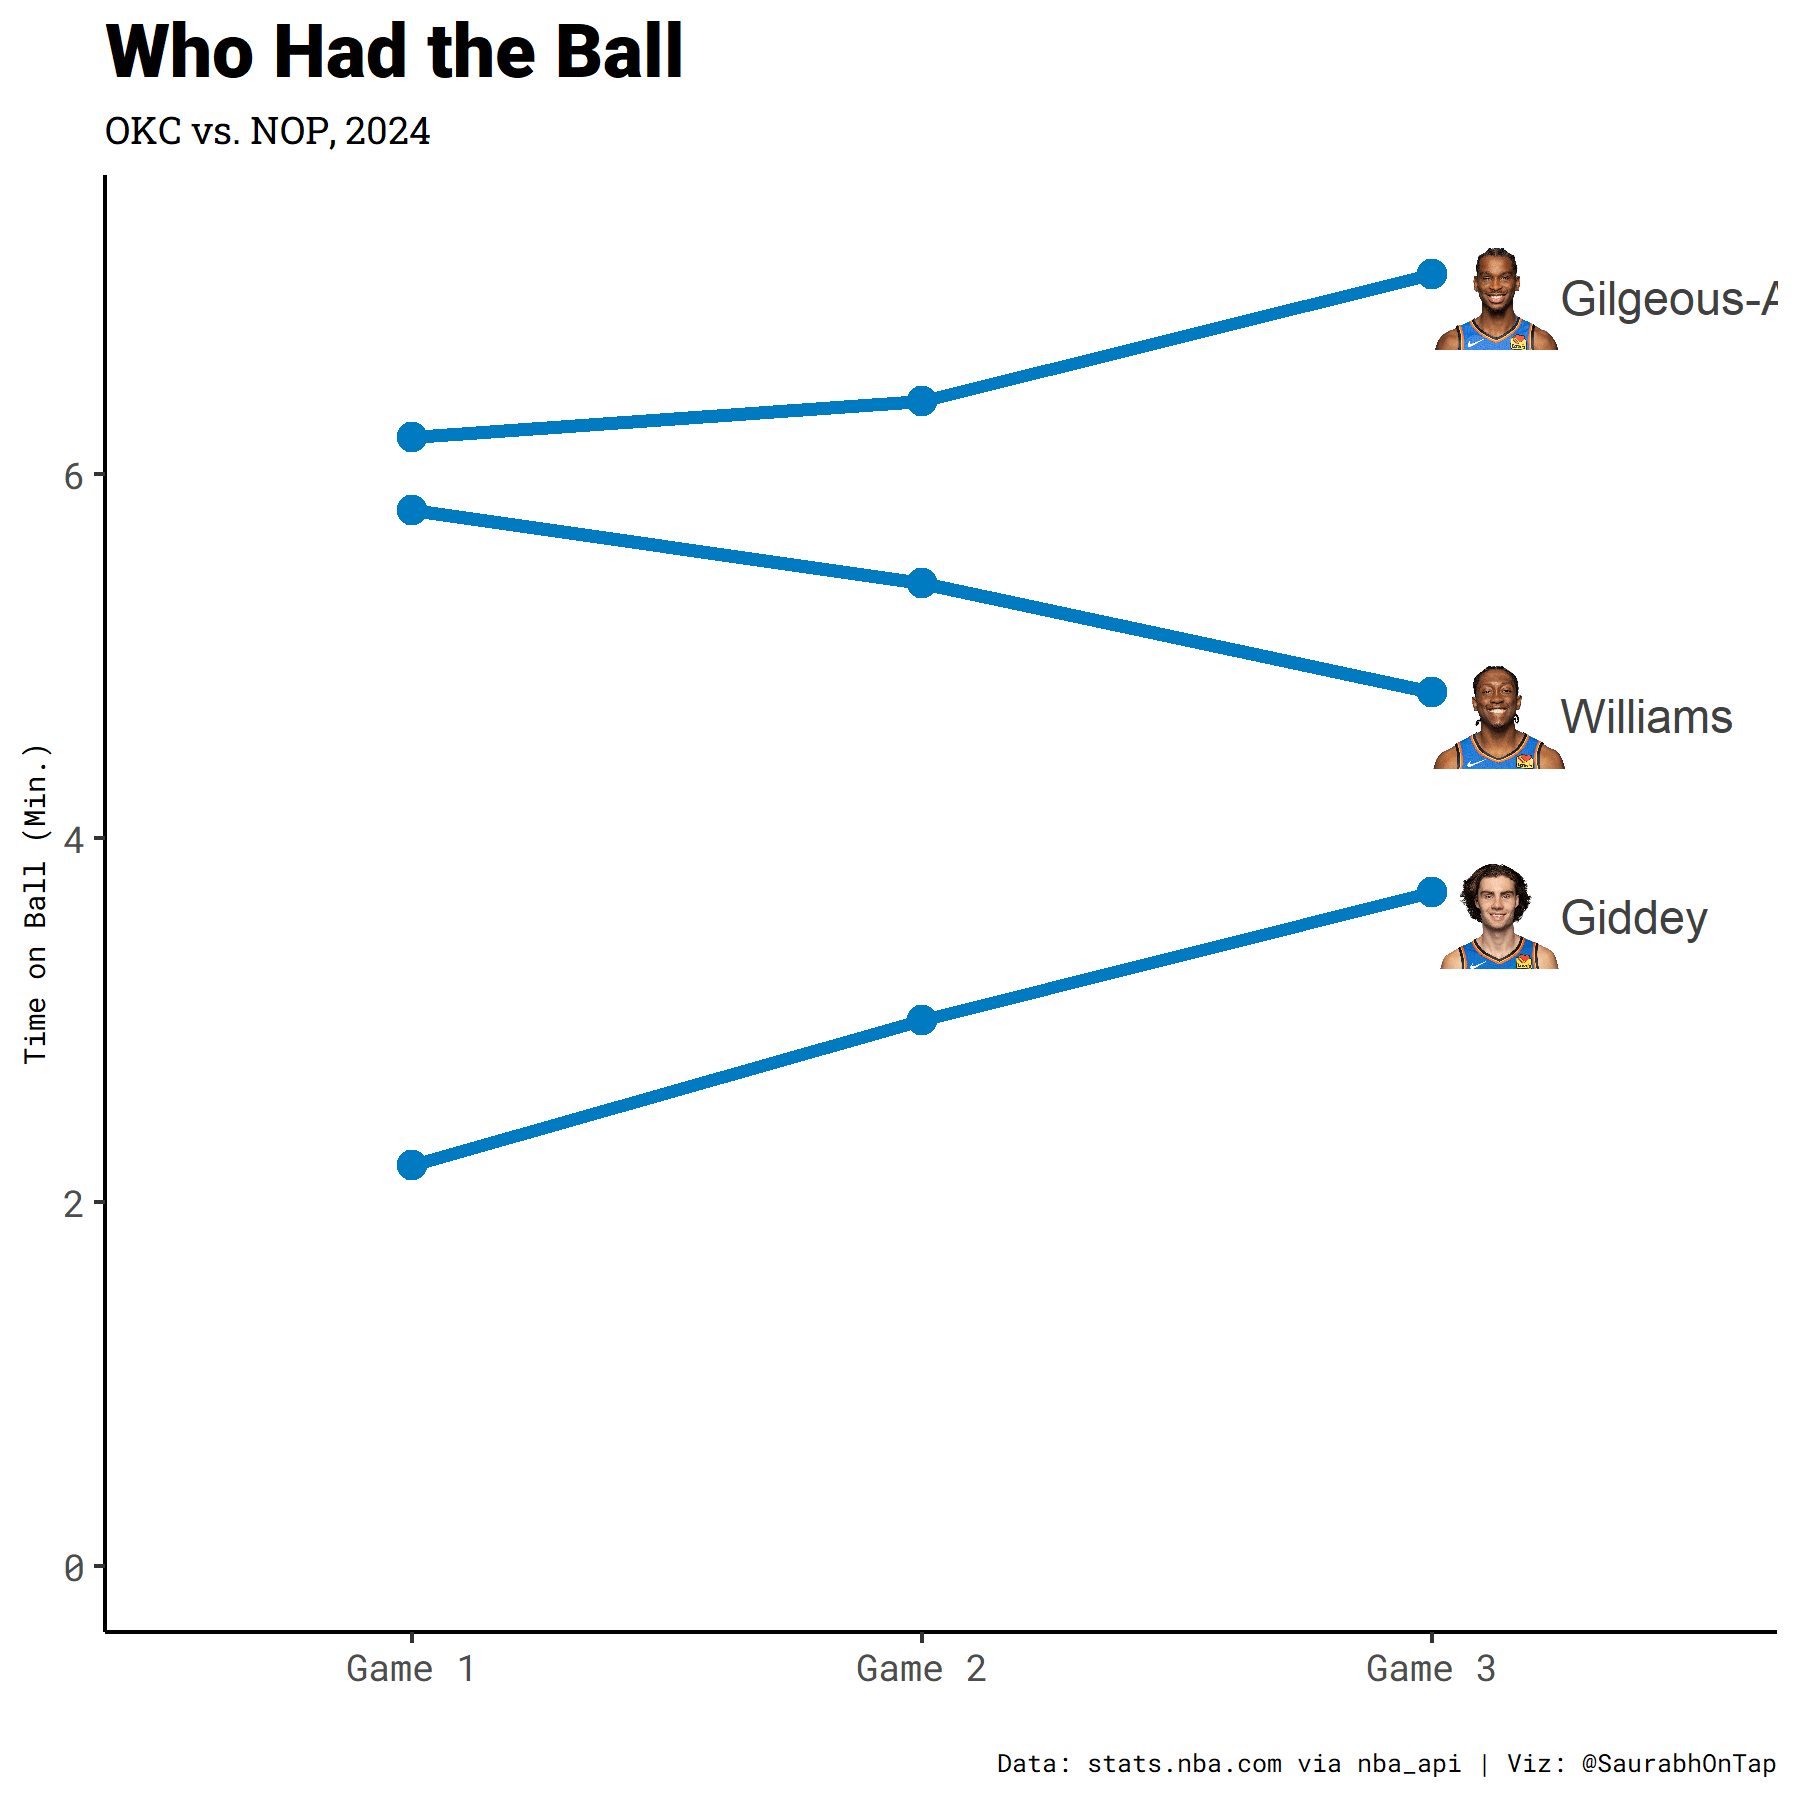 Who Had the Ball
OKC vs. NOP, 2024
Gilgeous-A
6
Williams
Time on Ball (Min.)
4
Giddey
2
0
Game 1
Game 2
Game 3
Data: stats.nba.com via nba_api | Viz: @SaurabhOnTap